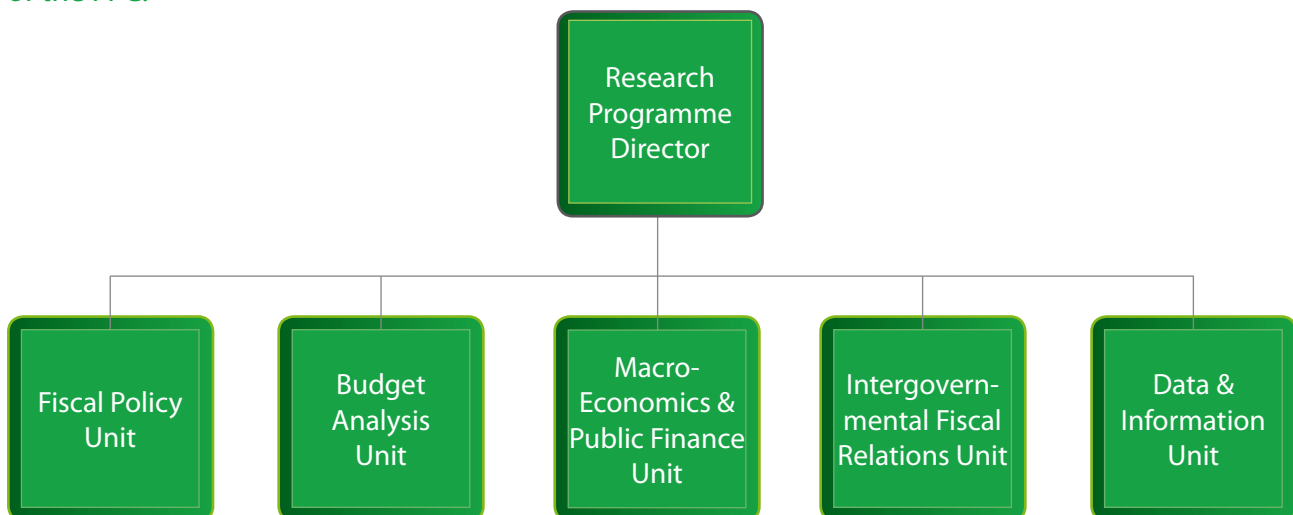 Research
Programme
Director
Fiscal Policy
Unit
Budget
Analysis
Unit
Macro-
Economics &
Public Finance
Unit
Intergovern-
mental Fiscal
Relations Unit
Data &
Information
Unit